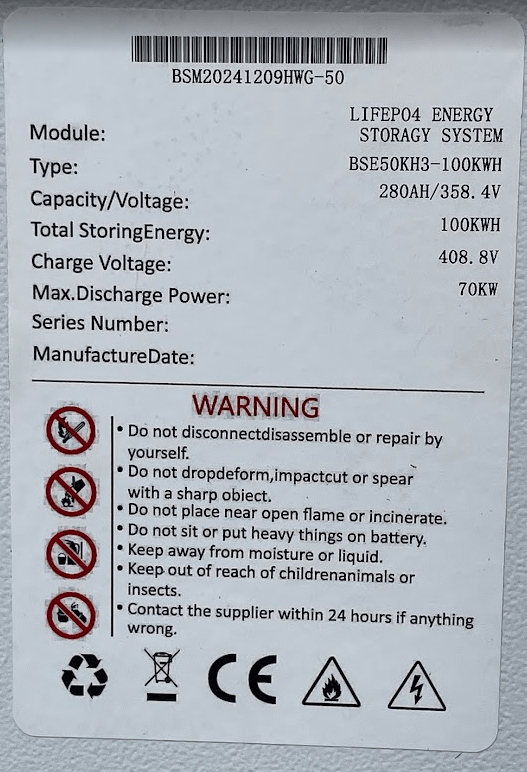 BSM20241209HWG-50
Module: LIFEPO4 ENERGY
STORAGY SYSTEM
Type: BSE50KH3-100KWH
Capacity/Voltage: 280AH/358.4V
Total StoringEnergy: 100KWH
Charge Voltage: 408.8V
Max.Discharge Power: 70KW
Series Number:
ManufactureDate:
WARNING
• Do not disconnectdisassemble or repair by
yourself.
• Do not dropdeform,impactcut or spear
with a sharp obiect.
• Do not place near open flame or incinerate.
• Do not sit or put heavy things on battery.
• Keep away from moisture or liquid.
• Keep out of reach of childrenanimals or
insects.
• Contact the supplier within 24 hours if anything
wrong.
CE